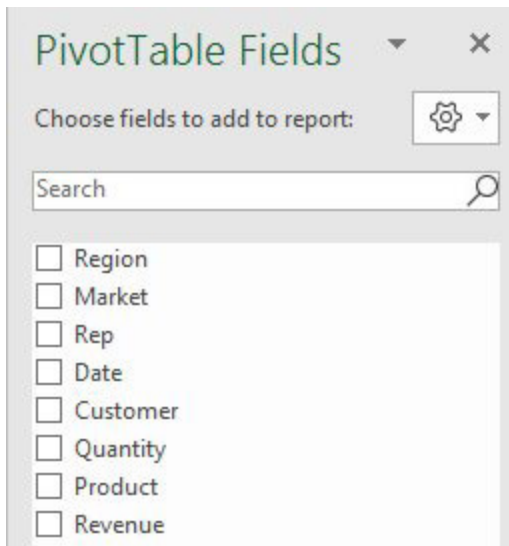 PivotTable Fields
Choose fields to add to report:
Search
Region
Market
Rep
Date
Customer
Quantity
Product
Revenue